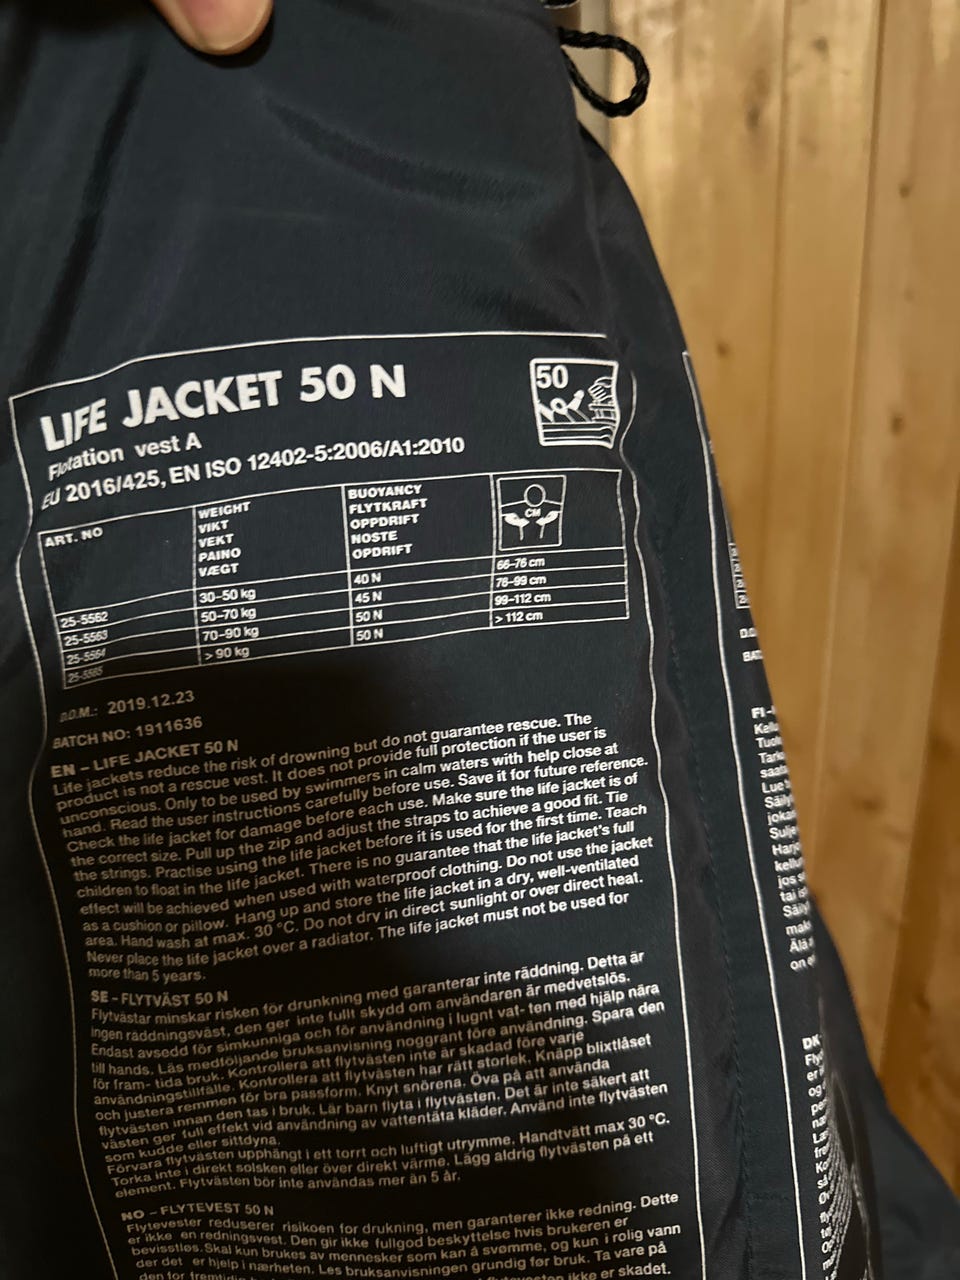 LIFE JACKET 50 N
50
Flotation vest A
EU 2016/425, EN ISO 12402-5:2006/A1:2010
ART. NO
WEIGHT
VIKT
VEKT
PAINO
VÆGT
BUOYANCY
FLYTKRAFT
OPPDRIFT
NOSTE
OPDRIFT
CM
25-5562 30–50 kg 40 N 66–76 cm
25-5563 50–70 kg 45 N 76–99 cm
25-5564 70–90 kg 50 N 99–112 cm
25-5565 > 90 kg 50 N > 112 cm
D.O.M.: 2019.12.23
BATCH NO: 1911636
EN – LIFE JACKET 50 N
Life jackets reduce the risk of drowning but do not guarantee rescue. The
product is not a rescue vest. It does not provide full protection if the user is
unconscious. Only to be used by swimmers in calm waters with help close at
hand. Read the user instructions carefully before use. Save it for future reference.
Check the life jacket for damage before each use. Make sure the life jacket is of
the correct size. Pull up the zip and adjust the straps to achieve a good fit. Tie
the strings. Practise using the life jacket before it is used for the first time. Teach
children to float in the life jacket. There is no guarantee that the life jacket's full
effect will be achieved when used with waterproof clothing. Do not use the jacket
as a cushion or pillow. Hang up and store the life jacket in a dry, well-ventilated
area. Hand wash at max. 30 °C. Do not dry in direct sunlight or over direct heat.
Never place the life jacket over a radiator. The life jacket must not be used for
more than 5 years.
SE - FLYTVÄST 50 N
Flytvästar minskar risken för drunkning med garanterar inte räddning. Detta är
ingen räddningsväst, den ger inte fullt skydd om användaren är medvetslös.
Endast avsedd för simkunniga och för användning i lugnt vat- ten med hjälp nära
till hands. Läs medföljande bruksanvisning noggrant före användning. Spara den
för fram- tida bruk. Kontrollera att flytvästen inte är skadad före varje
användningstillfälle. Kontrollera att flytvästen har rätt storlek. Knäpp blixtlåset
och justera remmen för bra passform. Knyt snörena. Öva på att använda
flytvästen innan den tas i bruk. Lär barn flyta i flytvästen. Det är inte säkert att
västen ger full effekt vid användning av vattentäta kläder. Använd inte flytvästen
som kudde eller sittdyna.
Förvara flytvästen upphängt i ett torrt och luftigt utrymme. Handtvätt max 30 °C.
Torka inte i direkt solsken eller över direkt värme. Lägg aldrig flytvästen på ett
element. Flytvästen bör inte användas mer än 5 år.
NO – FLYTEVEST 50 N
Flytevester reduserer risikoen for drukning, men garanterer ikke redning. Dette
er ikke en redningsvest. Den gir ikke fullgod beskyttelse hvis brukeren er
bevisstløs. Skal kun brukes av mennesker som kan å svømme, og kun i rolig vann
der det er hjelp i nærheten. Les bruksanvisningen grundig før bruk. Ta vare på
den for ikke er skadet.
D.O
FI –
DK